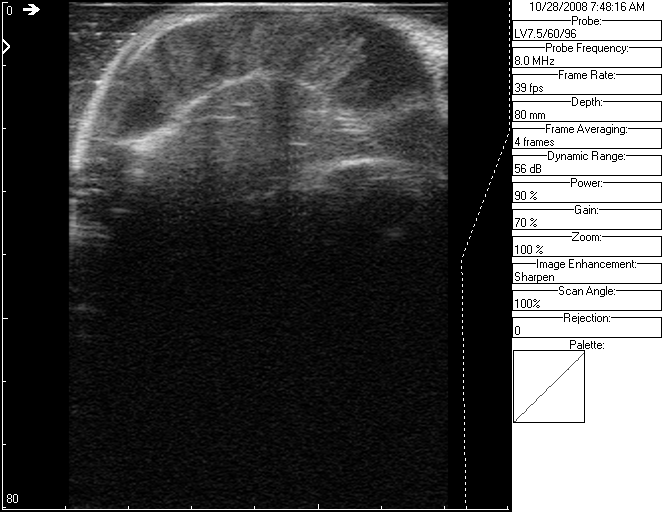 0
80
10/28/2008 7:48:16 AM
Probe:
LV7.5/60/96
Probe Frequency:
8.0 MHz
Frame Rate:
39 fps
Depth:
80 mm
Frame Averaging:
4 frames
Dynamic Range:
56 dB
Power:
90 %
Gain:
70 %
Zoom:
100 %
Image Enhancement:
Sharpen
Scan Angle:
100%
Rejection:
0
Palette: